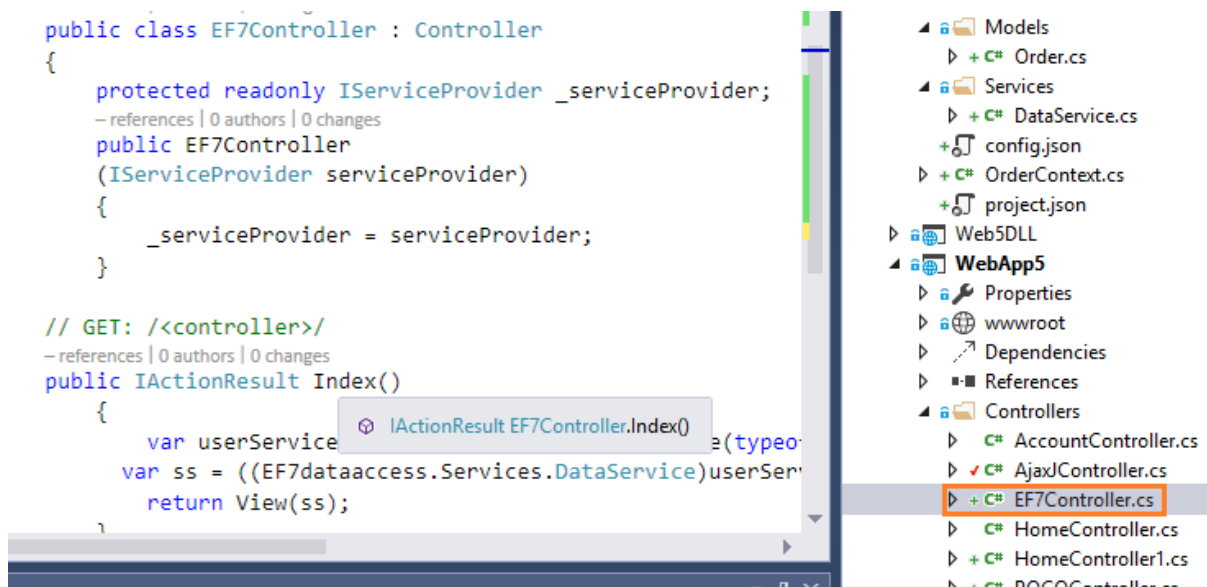 public class EF7Controller : Controller
{
protected readonly IServiceProvider _serviceProvider;
– references | 0 authors | 0 changes
public EF7Controller
(IServiceProvider serviceProvider)
{
_serviceProvider = serviceProvider;
}
// GET: /<controller>/
– references | 0 authors | 0 changes
public IActionResult Index()
{
IActionResult EF7Controller.Index()
var userService e(typeo
var ss = ((EF7dataaccess.Services.DataService)userSer
return View(ss);
}
Models
+ C# Order.cs
Services
+ C# DataService.cs
+ config.json
+ C# OrderContext.cs
+ project.json
Web5DLL
WebApp5
Properties
wwwroot
Dependencies
References
Controllers
C# AccountController.cs
C# AjaxJController.cs
+ C# EF7Controller.cs
C# HomeController.cs
+ C# HomeController1.cs